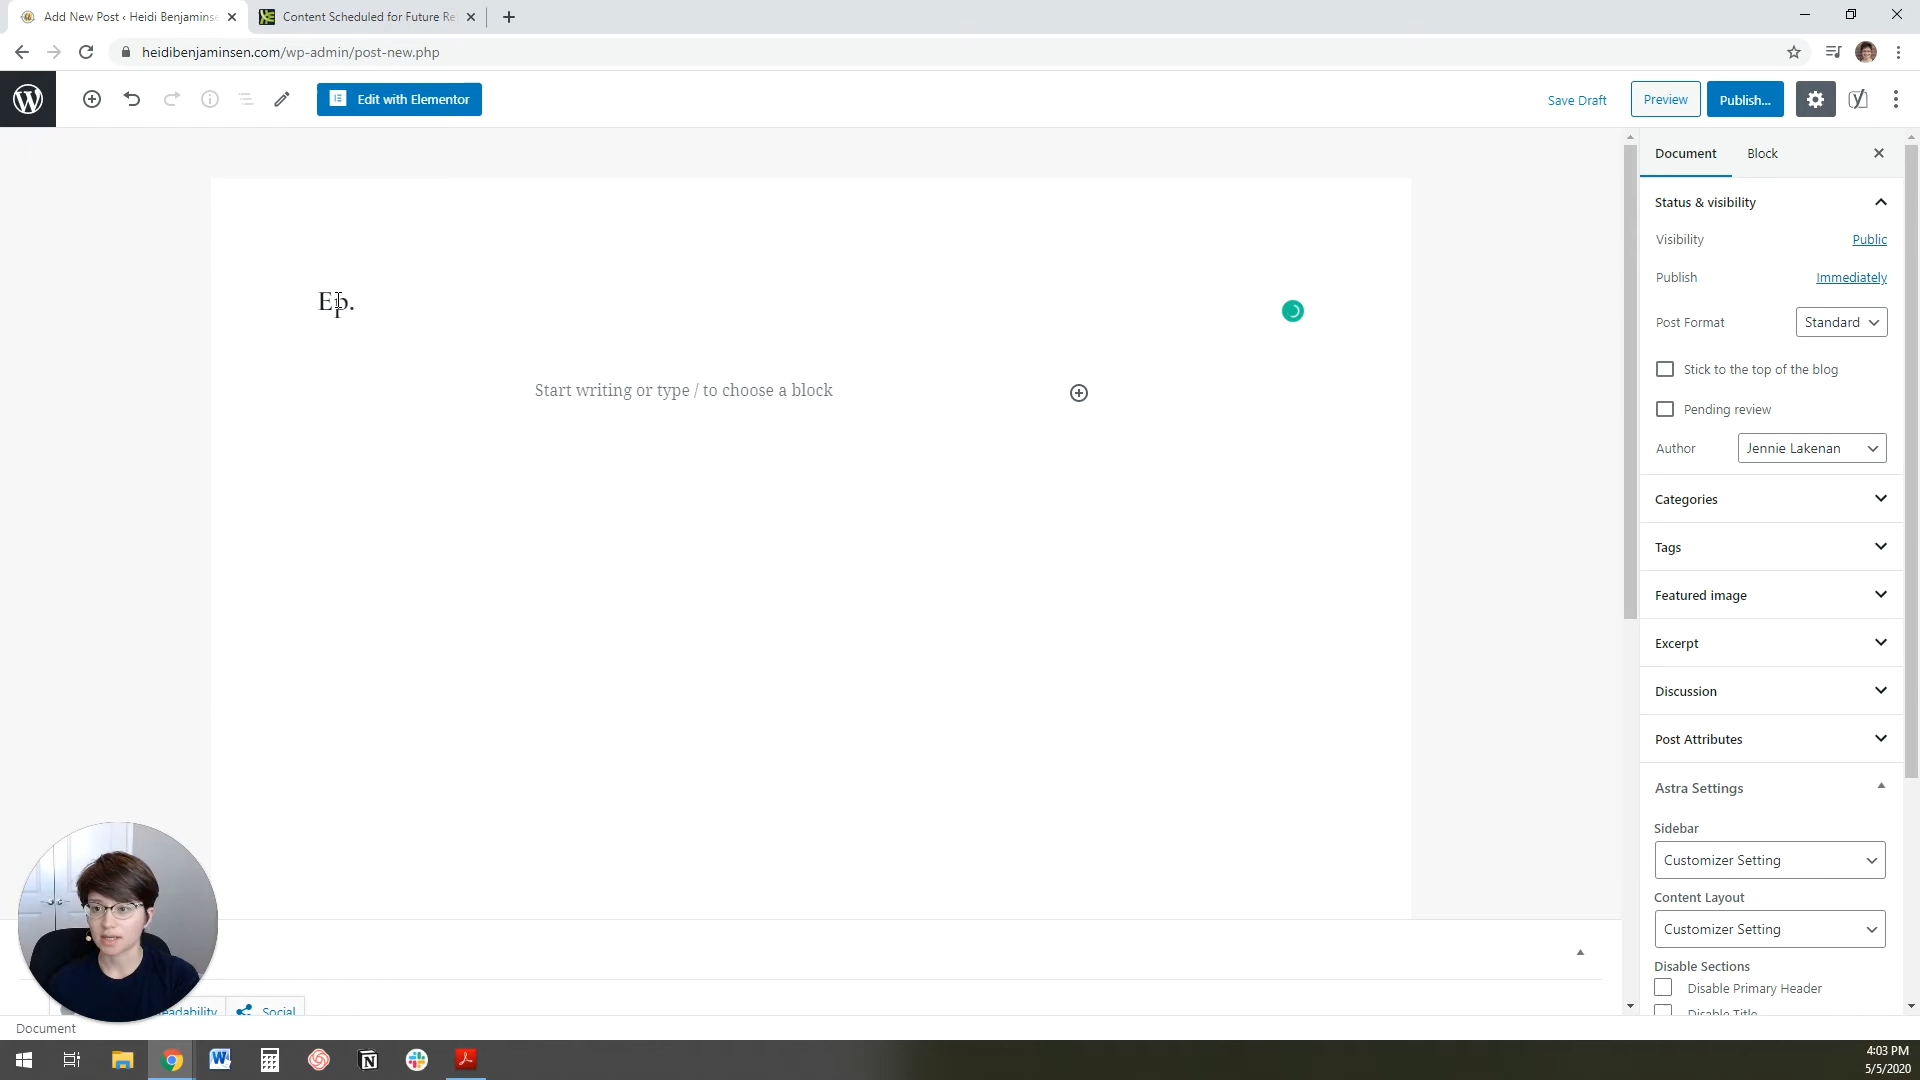 Add New Post ‹ Heidi Benjamins
Content Scheduled for Future Re
heidibenjaminsen.com/wp-admin/post-new.php
Edit with Elementor
Save Draft
Preview
Publish...
Document
Block
Status & visibility
Visibility
Public
Publish
Immediately
Ep.
Post Format
Standard
Stick to the top of the blog
Start writing or type / to choose a block
Pending review
Author
Jennie Lakenan
Categories
Tags
Featured image
Excerpt
Discussion
Post Attributes
Astra Settings
Sidebar
Customizer Setting
Content Layout
Customizer Setting
Disable Sections
Disable Primary Header
Disable Title
eadability
Social
Document
4:03 PM
5/5/2020